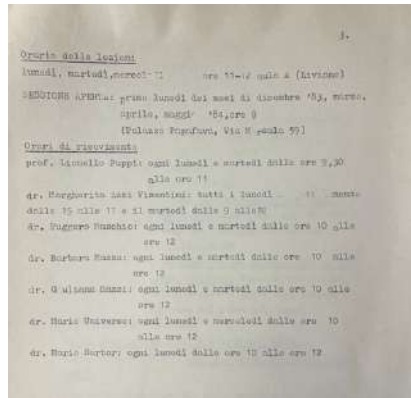 3.
Orario delle lezioni
lunedì, martedì, ore 11-12 aula A (Liviano)
SESSIONE APERTA: primo lunedì dei mesi di dicembre '83, marzo,
aprile, maggio '84, ore 9
[Palazzo Papafava, Via M 59]
Orari di ricevimento
prof. Lionello Puppi: ogni lunedì e martedì dalle ore 9,30
alle ore 11
dr. Margherita Azzi Visentini: tutti i lunedì
dalle 15 alle 17 e il martedì dalle 9 alle
dr. Ruggero Maschio: ogni lunedì e martedì dalle ore 10 alle
ore 12
dr. Barbara Mazza: ogni lunedì e martedì dalle ore 10 alle
ore 12
dr. G uliana ogni lunedì e martedì dalle ore 10 alle
ore 12
dr. Mario Universo: ogni lunedì e mercoledì dalle ore 10
alle ore 12
dr. Mario ogni lunedì dalle ore 10 alle ore 12